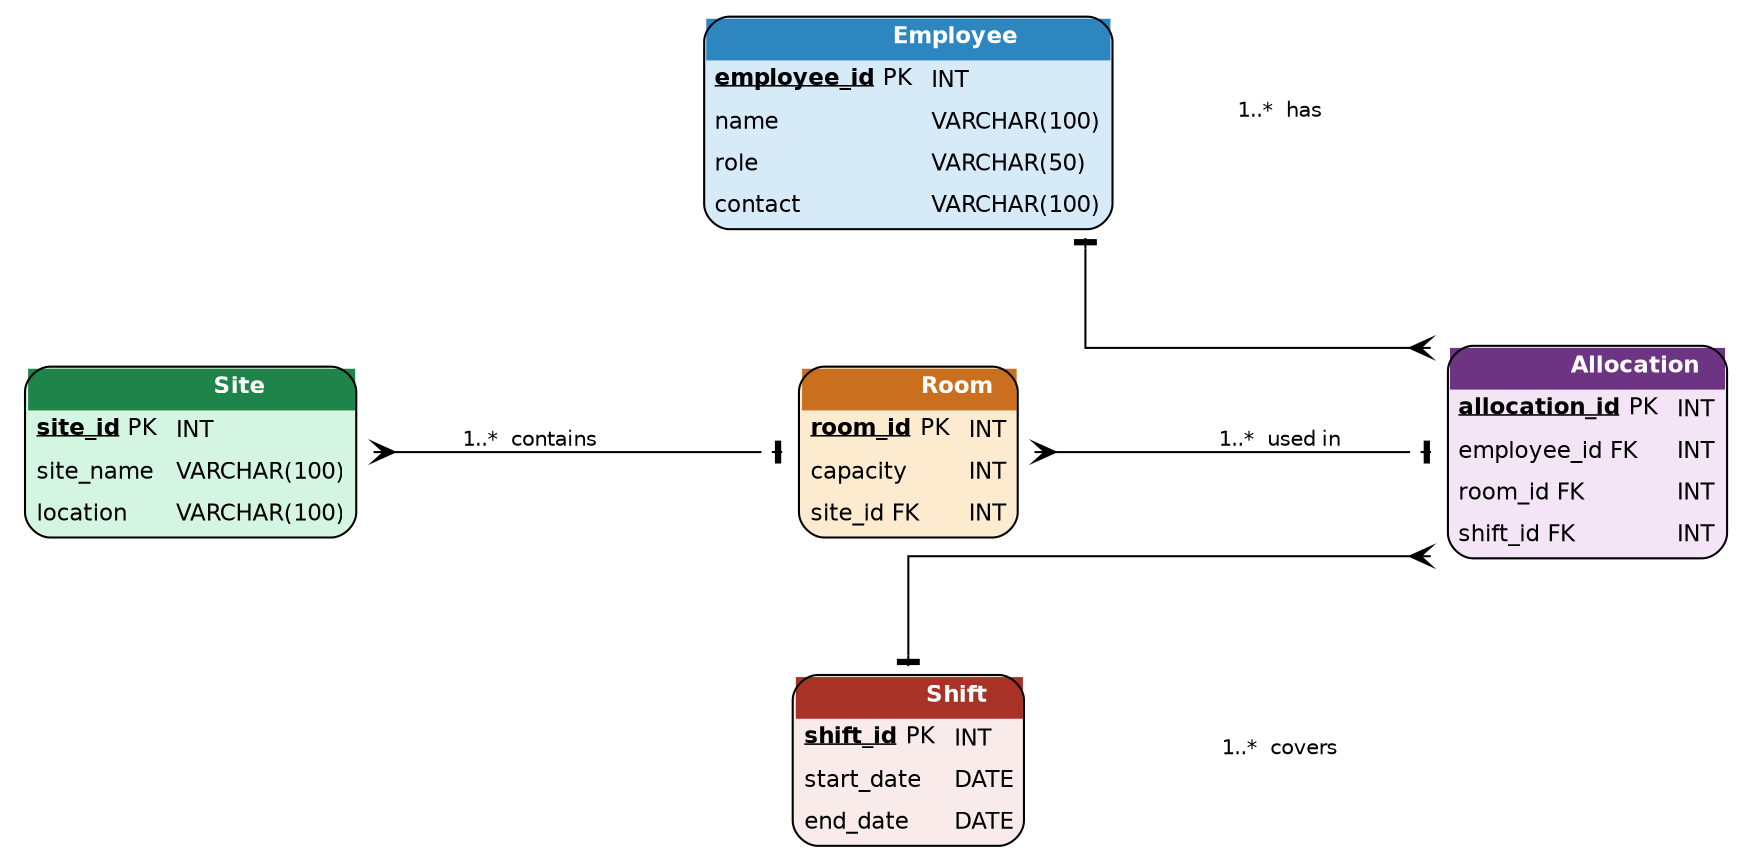 Employee
employee_id PK INT
name VARCHAR(100)
role VARCHAR(50)
contact VARCHAR(100)
1..* has
Site
site_id PK INT
site_name VARCHAR(100)
location VARCHAR(100)
1..* contains
Room
room_id PK INT
capacity INT
site_id FK INT
1..* used in
Allocation
allocation_id PK INT
employee_id FK INT
room_id FK INT
shift_id FK INT
Shift
shift_id PK INT
start_date DATE
end_date DATE
1..* covers